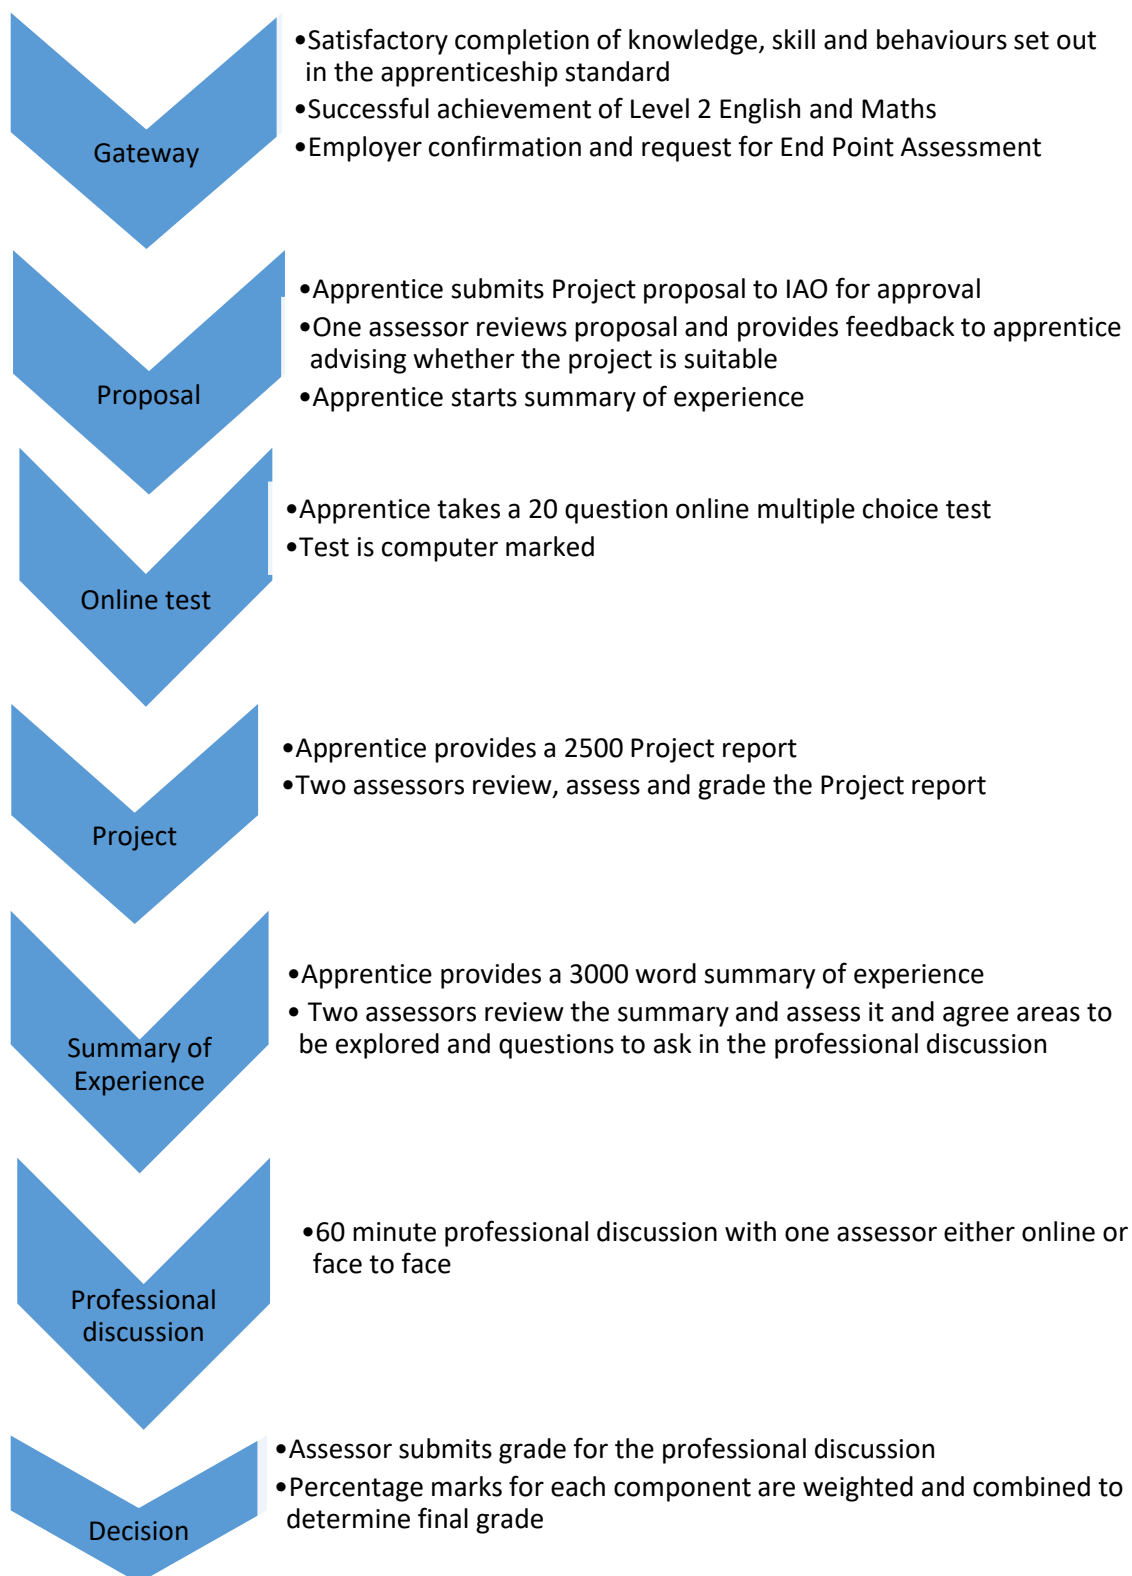 •Satisfactory completion of knowledge, skill and behaviours set out
in the apprenticeship standard
•Successful achievement of Level 2 English and Maths
•Employer confirmation and request for End Point Assessment
Gateway
•Apprentice submits Project proposal to IAO for approval
•One assessor reviews proposal and provides feedback to apprentice
advising whether the project is suitable
•Apprentice starts summary of experience
Proposal
•Apprentice takes a 20 question online multiple choice test
•Test is computer marked
Online test
•Apprentice provides a 2500 Project report
•Two assessors review, assess and grade the Project report
Project
•Apprentice provides a 3000 word summary of experience
• Two assessors review the summary and assess it and agree areas to
be explored and questions to ask in the professional discussion
Summary of
Experience
•60 minute professional discussion with one assessor either online or
face to face
Professional
discussion
•Assessor submits grade for the professional discussion
•Percentage marks for each component are weighted and combined to
determine final grade
Decision